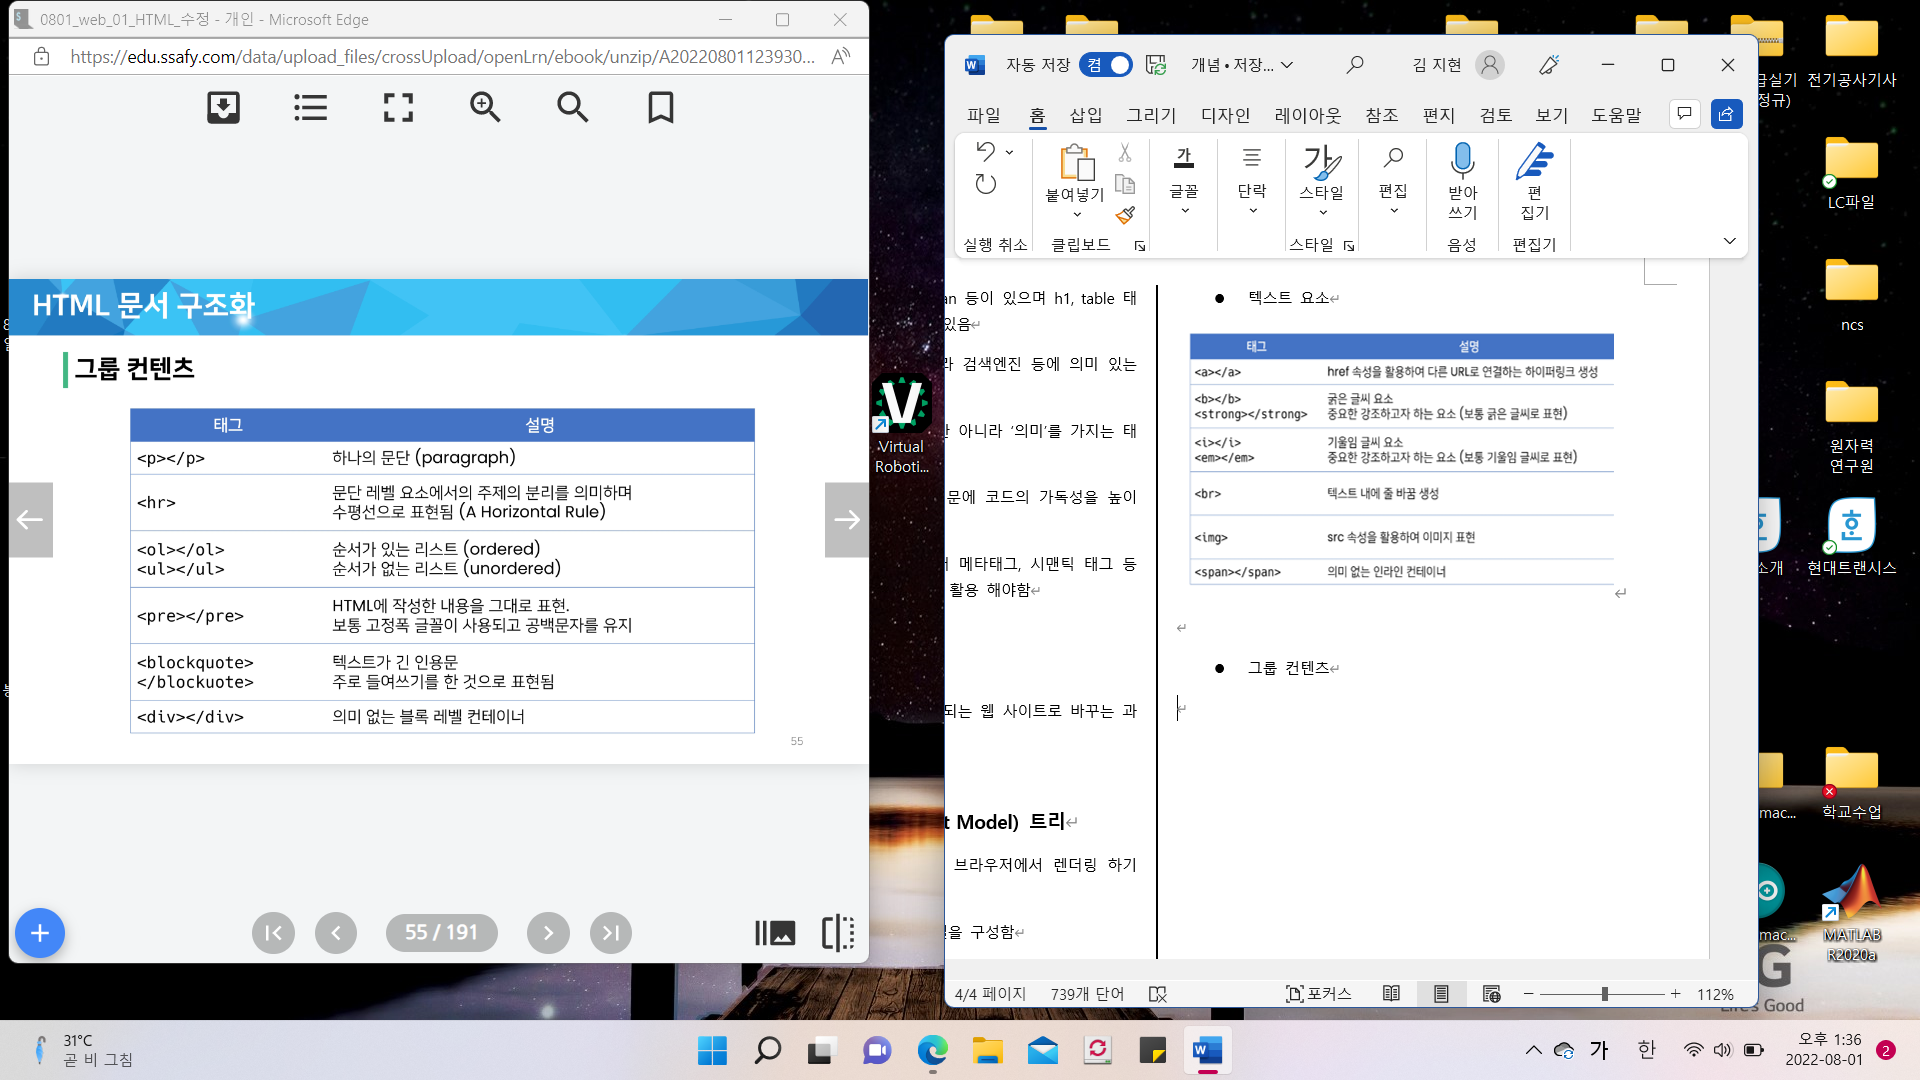 0801_web_01_HTML_수정 - 개인 - Microsoft Edge
https://edu.ssafy.com/data/upload_files/crossUpload/openLrn/ebook/unzip/A20220801123930...
HTML 문서 구조화
그룹 컨텐츠
태그 설명
<p></p> 하나의 문단 (paragraph)
<hr> 문단 레벨 요소에서의 주제의 분리를 의미하며
수평선으로 표현됨 (A Horizontal Rule)
<ol></ol> 순서가 있는 리스트 (ordered)
<ul></ul> 순서가 없는 리스트 (unordered)
<pre></pre> HTML에 작성한 내용을 그대로 표현.
보통 고정폭 글꼴이 사용되고 공백문자를 유지
<blockquote> 텍스트가 긴 인용문
</blockuote> 주로 들여쓰기를 한 것으로 표현됨
<div></div> 의미 없는 블록 레벨 컨테이너
55
55 / 191
Virtual
Roboti...
자동 저장 켬 개념 • 저장... 김 지현
파일 홈 삽입 그리기 디자인 레이아웃 참조 편지 검토 보기 도움말
붙여넣기 가 글꼴 단락 가 스타일 편집 받아
쓰기 편
집기
실행 취소 클립보드 스타일 음성 편집기
an 등이 있으며 h1, table 태
있음
검색엔진 등에 의미 있는
아니라 ‘의미’를 가지는 태
문에 코드의 가독성을 높이
메타태그, 시맨틱 태그 등
활용 해야함
되는 웹 사이트로 바꾸는 과
t Model) 트리
브라우저에서 렌더링 하기
구성함
● 텍스트 요소
태그 설명
<a></a> href 속성을 활용하여 다른 URL로 연결하는 하이퍼링크 생성
<b></b> 굵은 글씨 요소
<strong></strong> 중요한 강조하고자 하는 요소 (보통 굵은 글씨로 표현)
<i></i> 기울임 글씨 요소
<em></em> 중요한 강조하고자 하는 요소 (보통 기울임 글씨로 표현)
<br> 텍스트 내에 줄 바꿈 생성
<img> src 속성을 활용하여 이미지 표현
<span></span> 의미 없는 인라인 컨테이너
● 그룹 컨텐츠
4/4 페이지 739개 단어 포커스 112%
급실기
정규)
전기공사기사
LC파일
ncs
원자력
연구원
소개
현대트랜시스
mac...
학교수업
mac...
MATLAB
R2020a
G
Life's Good
31°C
곧 비 그침
가 한 오후 1:36
2022-08-01 2